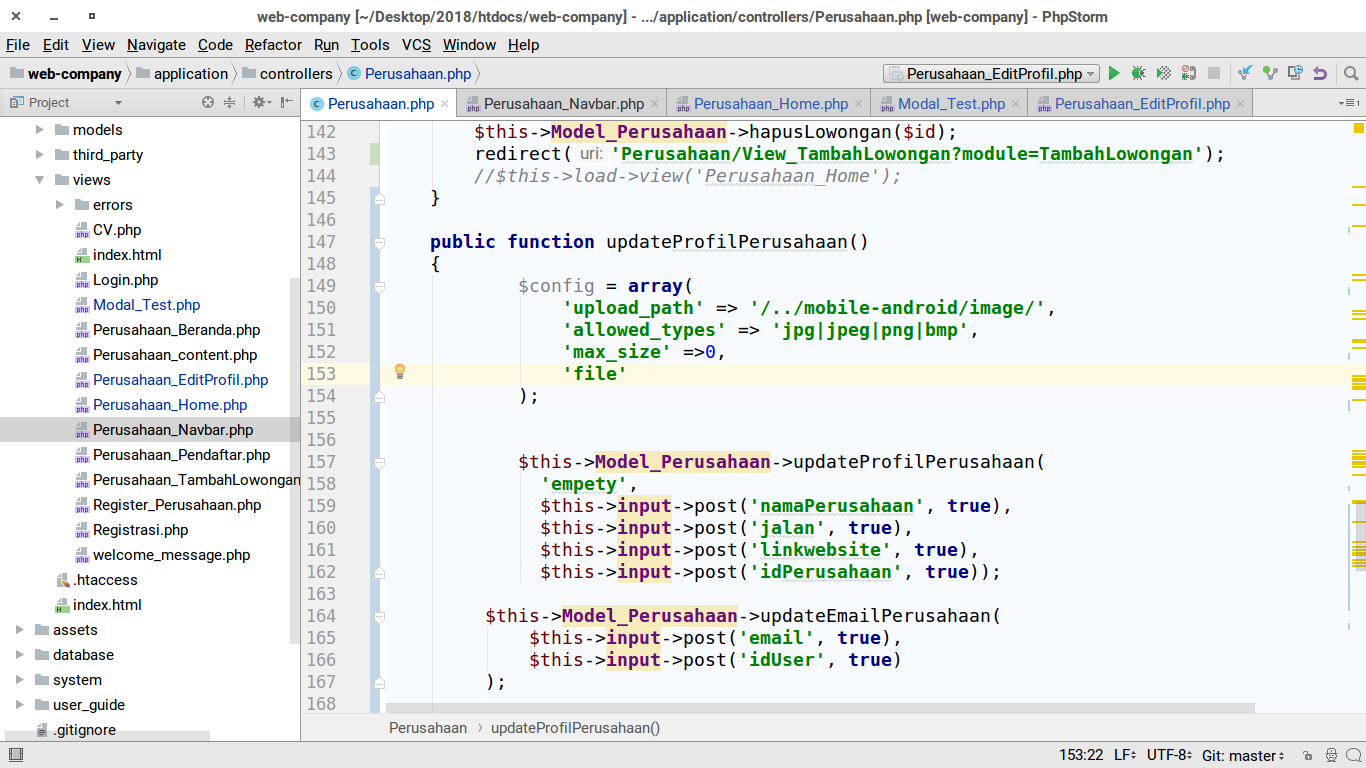 web-company [~/Desktop/2018/htdocs/web-company] - .../application/controllers/Perusahaan.php [web-company] - PhpStorm
File Edit View Navigate Code Refactor Run Tools VCS Window Help
web-company application controllers Perusahaan.php Perusahaan_EditProfil.php
Project
Perusahaan.php Perusahaan_Navbar.php Perusahaan_Home.php Modal_Test.php Perusahaan_EditProfil.php
models
third_party
views
errors
CV.php
index.html
Login.php
Modal_Test.php
Perusahaan_Beranda.php
Perusahaan_content.php
Perusahaan_EditProfil.php
Perusahaan_Home.php
Perusahaan_Navbar.php
Perusahaan_Pendaftar.php
Perusahaan_TambahLowongan
Register_Perusahaan.php
Registrasi.php
welcome_message.php
.htaccess
index.html
assets
database
system
user_guide
.gitignore
142 $this->Model_Perusahaan->hapusLowongan($id);
143 redirect( uri: 'Perusahaan/View_TambahLowongan?module=TambahLowongan');
144 //$this->load->view('Perusahaan_Home');
145 }
146
147 public function updateProfilPerusahaan()
148 {
149 $config = array(
150 'upload_path' => '/../mobile-android/image/',
151 'allowed_types' => 'jpg|jpeg|png|bmp',
152 'max_size' =>0,
153 'file'
154 );
155
156
157 $this->Model_Perusahaan->updateProfilPerusahaan(
158 'empety',
159 $this->input->post('namaPerusahaan', true),
160 $this->input->post('jalan', true),
161 $this->input->post('linkwebsite', true),
162 $this->input->post('idPerusahaan', true));
163
164 $this->Model_Perusahaan->updateEmailPerusahaan(
165 $this->input->post('email', true),
166 $this->input->post('idUser', true)
167 );
168
Perusahaan › updateProfilPerusahaan()
153:22 LF UTF-8 Git: master